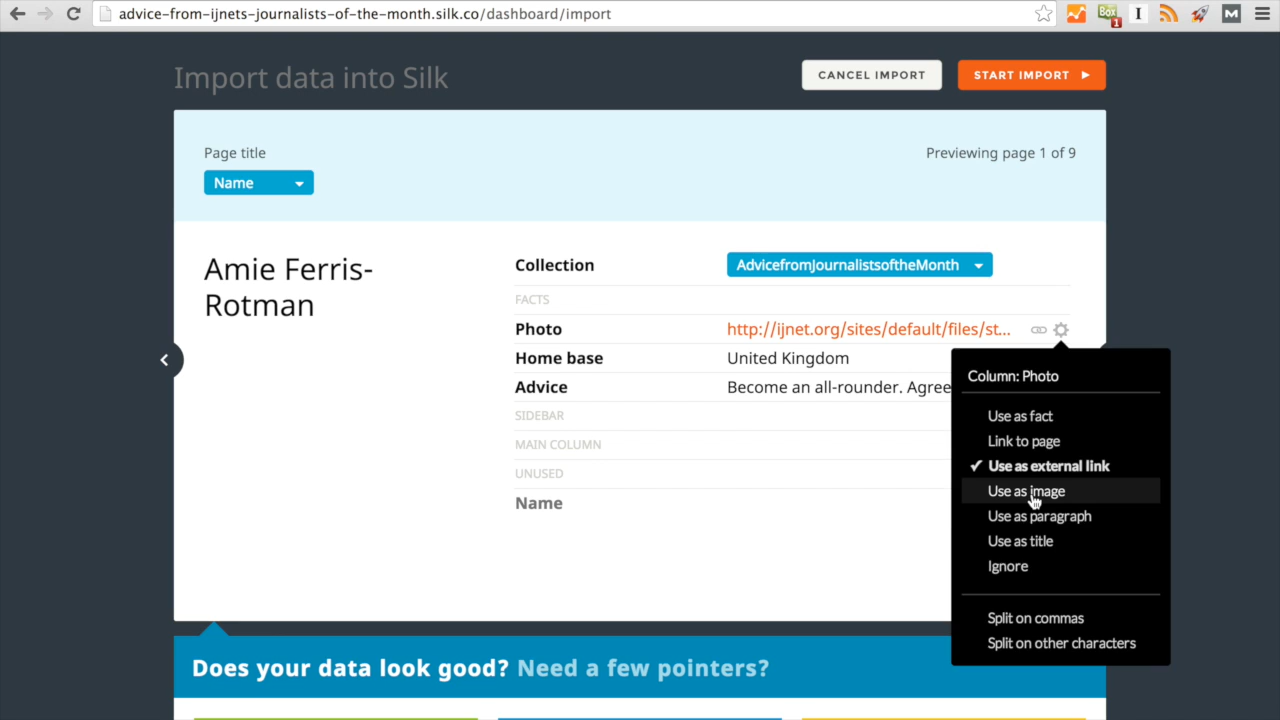 advice-from-ijnets-journalists-of-the-month.silk.co/dashboard/import
Box
1
I
M
Import data into Silk
CANCEL IMPORT
START IMPORT
Page title
Previewing page 1 of 9
Name
Amie Ferris-
Rotman
Collection
AdvicefromJournalistsoftheMonth
FACTS
Photo
http://ijnet.org/sites/default/files/st...
Home base
United Kingdom
Advice
Become an all-rounder. Agree
SIDEBAR
MAIN COLUMN
UNUSED
Name
Column: Photo
Use as fact
Link to page
✔ Use as external link
Use as image
Use as paragraph
Use as title
Ignore
Split on commas
Split on other characters
Does your data look good? Need a few pointers?